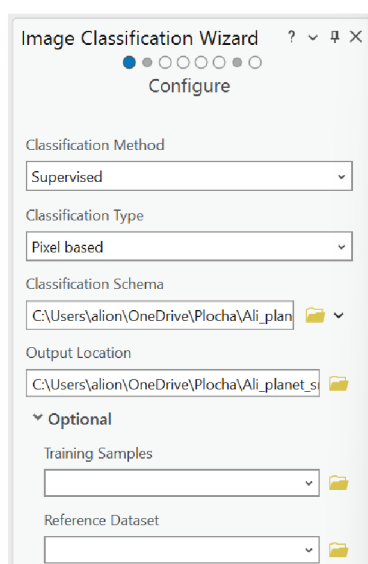 Image Classification Wizard
Configure
Classification Method
Supervised
Classification Type
Pixel based
Classification Schema
C:\Users\alion\OneDrive\Plocha\Ali_plan
Output Location
C:\Users\alion\OneDrive\Plocha\Ali_planet_s
Optional
Training Samples
Reference Dataset